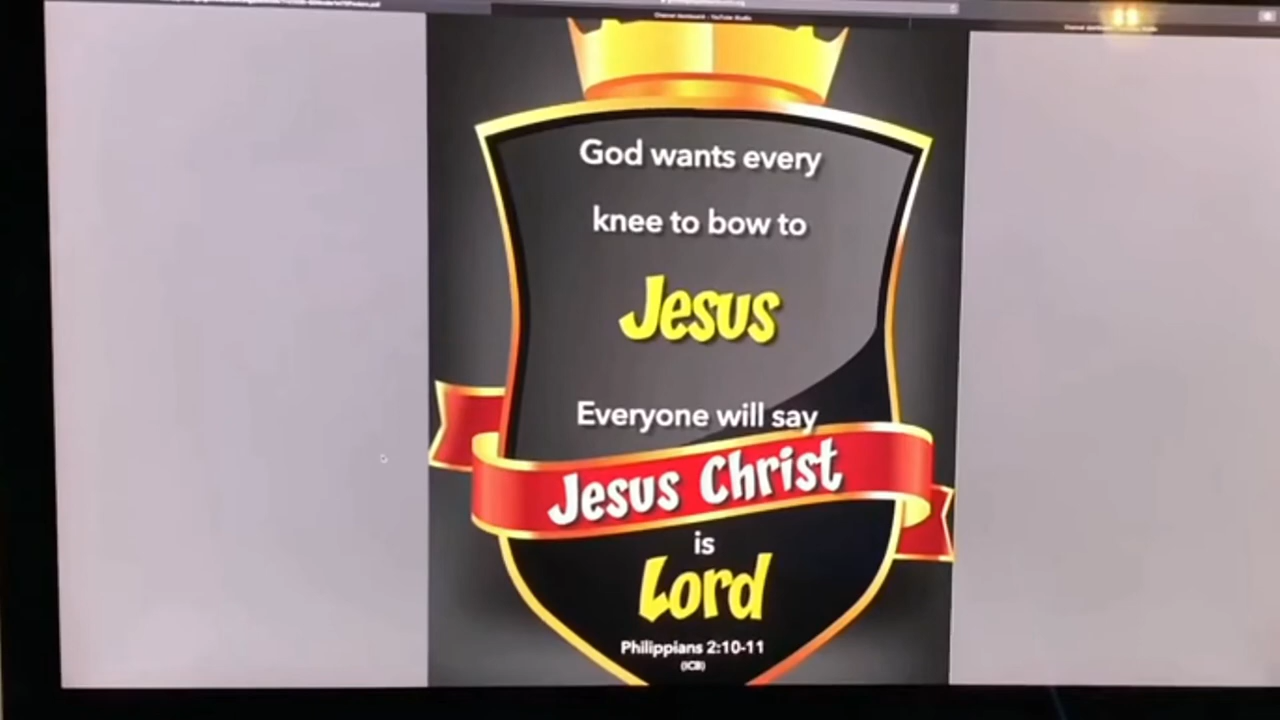 God wants every
knee to bow to
Jesus
Everyone will say
Jesus Christ
is
Lord
Philippians 2:10-11
(ICB)